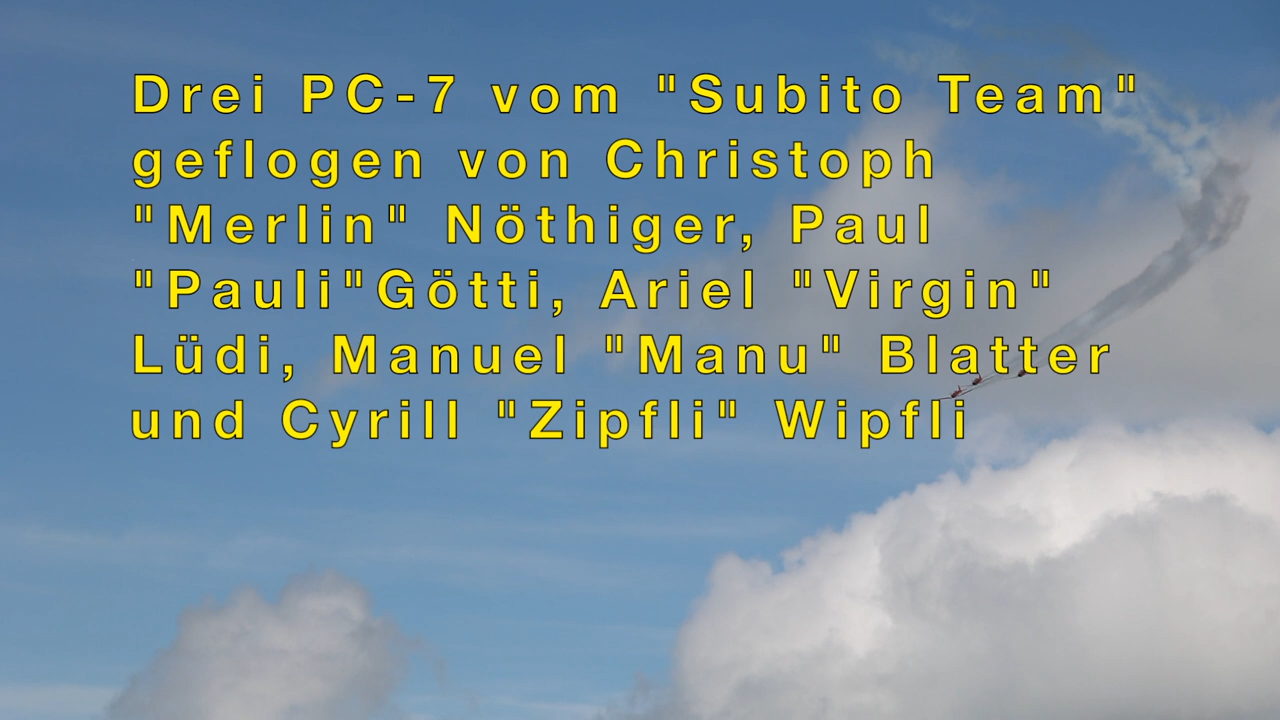 Drei PC-7 vom "Subito Team"
geflogen von Christoph
"Merlin" Nöthiger, Paul
"Pauli"Götti, Ariel "Virgin"
Lüdi, Manuel "Manu" Blatter
und Cyrill "Zipfli" Wipfli